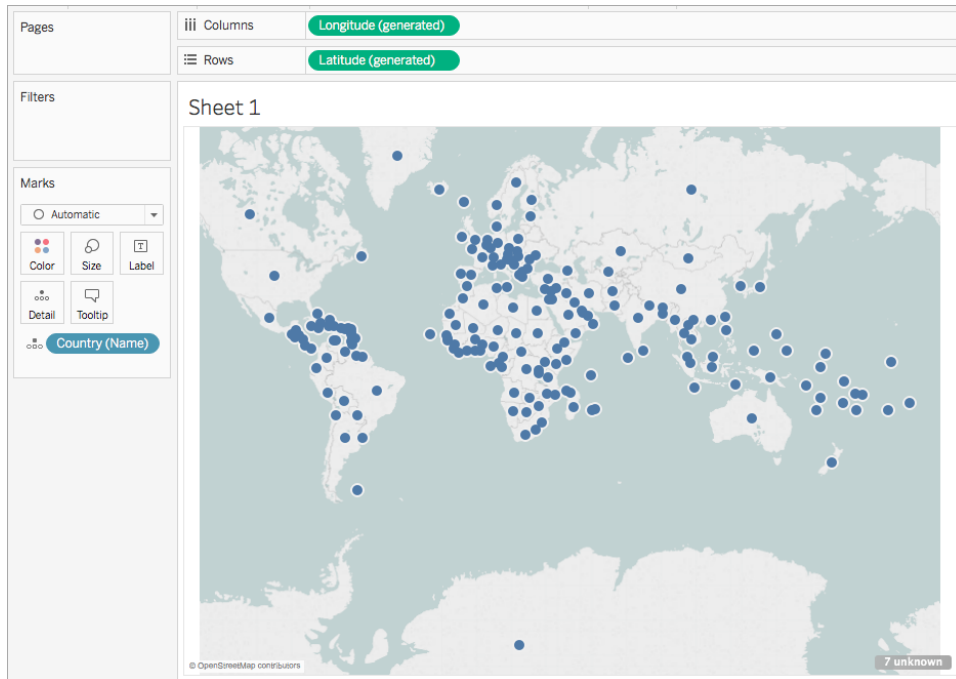 Pages
Columns
Longitude (generated)
Rows
Latitude (generated)
Filters
Sheet 1
Marks
Automatic
Color
Size
Label
Detail
Tooltip
Country (Name)
© OpenStreetMap contributors
7 unknown